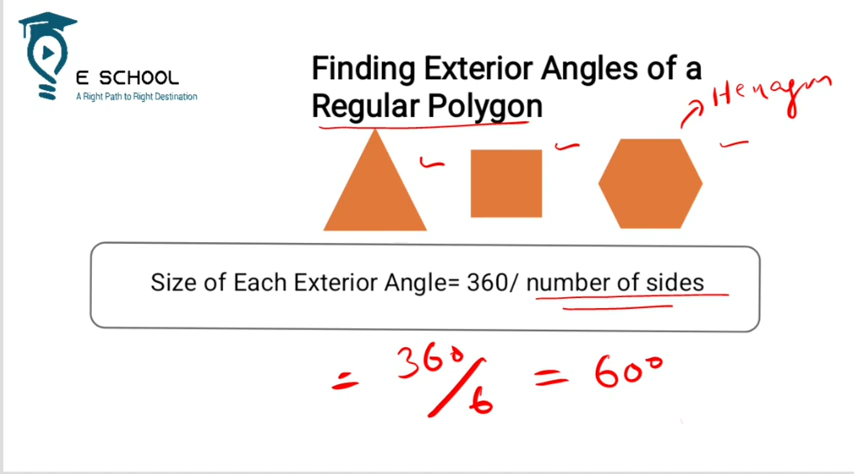 E SCHOOL
A Right Path to Right Destination
Finding Exterior Angles of a
Regular Polygon
Hexagon
Size of Each Exterior Angle= 360/ number of sides
= 360/6 = 60°